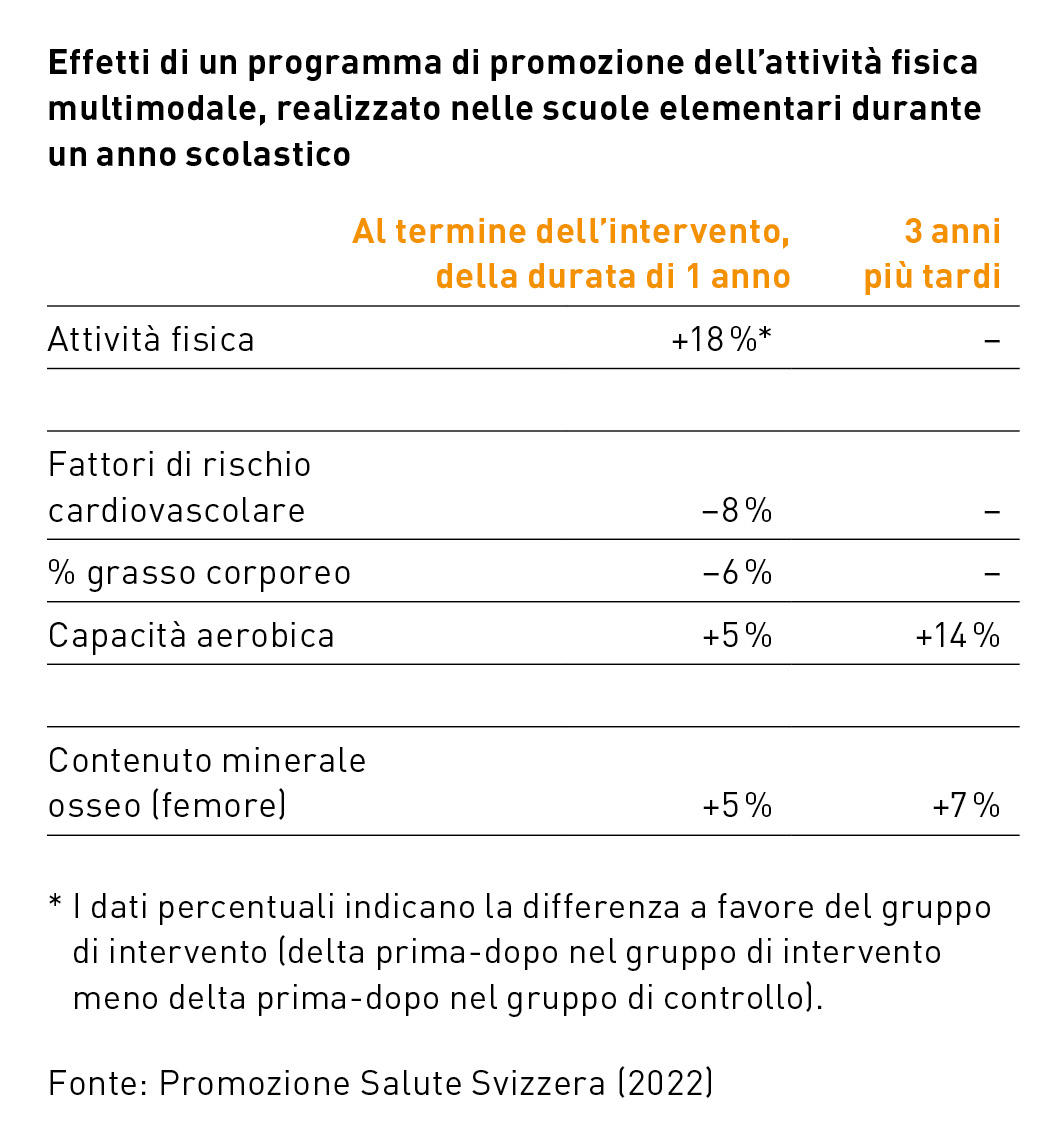 Effetti di un programma di promozione dell’attività fisica
multimodale, realizzato nelle scuole elementari durante
un anno scolastico
Al termine dell’intervento, 3 anni
della durata di 1 anno più tardi
Attività fisica +18 %* –
Fattori di rischio
cardiovascolare –8 % –
% grasso corporeo –6 % –
Capacità aerobica +5 % +14 %
Contenuto minerale
osseo (femore) +5 % +7 %
* I dati percentuali indicano la differenza a favore del gruppo
di intervento (delta prima-dopo nel gruppo di intervento
meno delta prima-dopo nel gruppo di controllo).
Fonte: Promozione Salute Svizzera (2022)